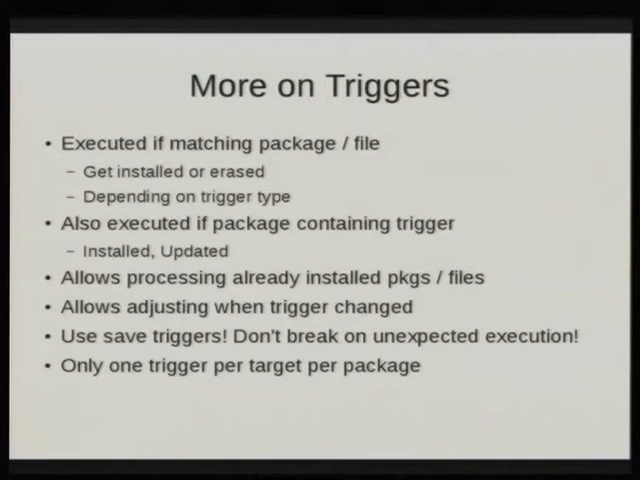 More on Triggers
• Executed if matching package / file
– Get installed or erased
– Depending on trigger type
• Also executed if package containing trigger
– Installed, Updated
• Allows processing already installed pkgs / files
• Allows adjusting when trigger changed
• Use save triggers! Don't break on unexpected execution!
• Only one trigger per target per package